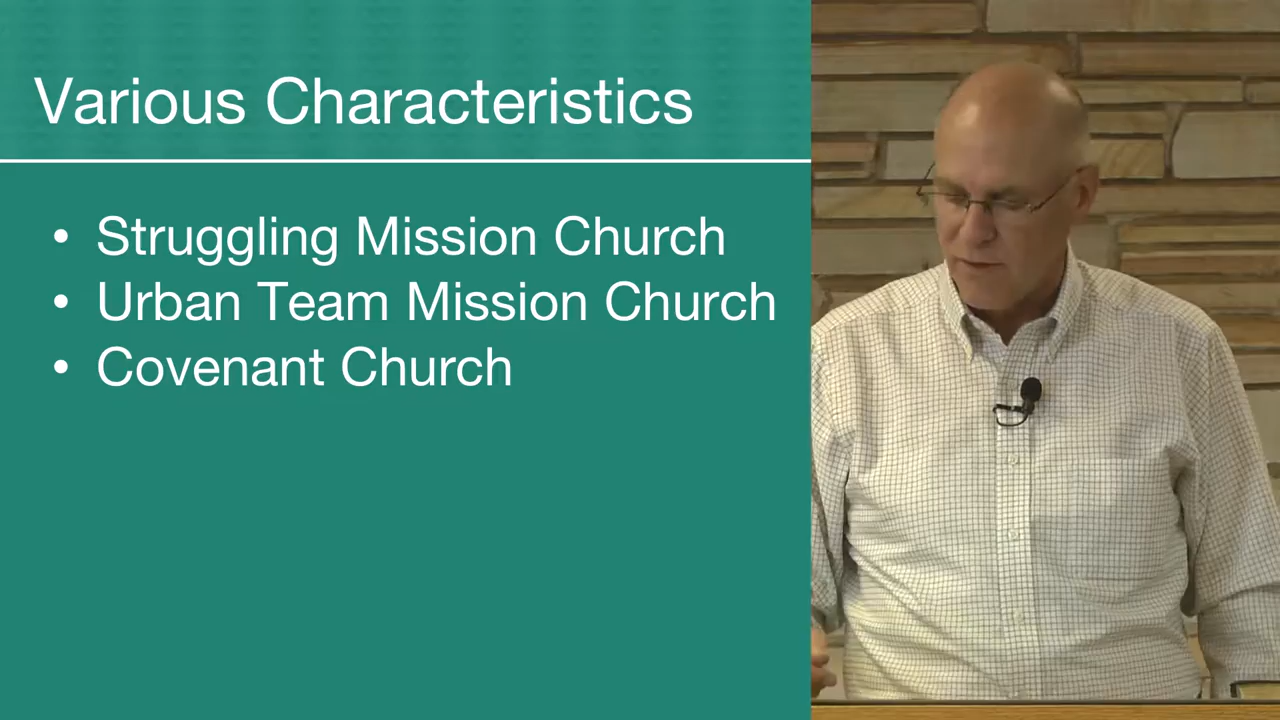 Various Characteristics
• Struggling Mission Church
• Urban Team Mission Church
• Covenant Church